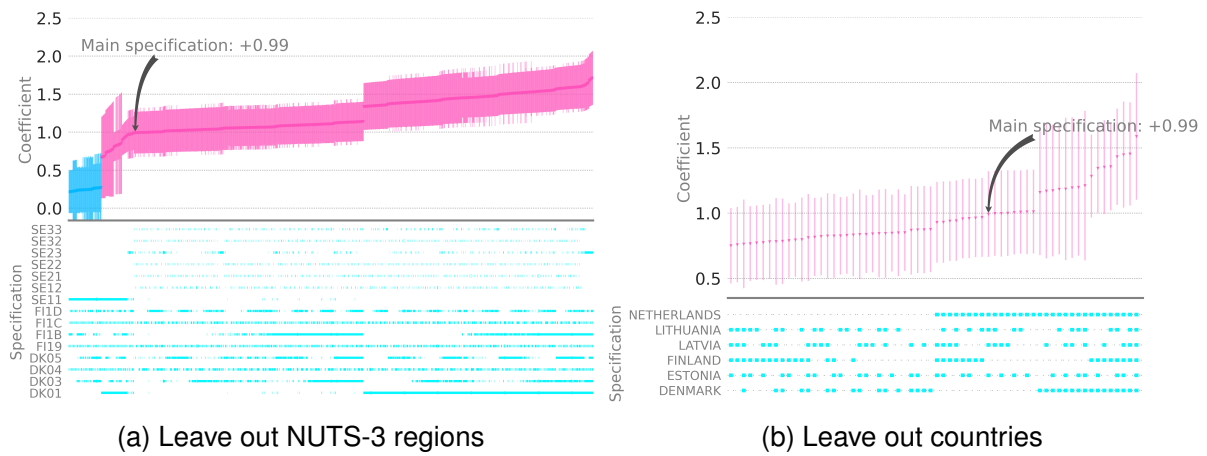 2.5
Main specification: +0.99
2.0
1.5
1.0
0.5
0.0
Coefficient
SE33
SE32
SE23
SE22
SE21
SE12
SE11
FI1D
FI1C
FI1B
FI19
DK05
DK04
DK03
DK01
Specification
(a) Leave out NUTS-3 regions
2.5
2.0
Main specification: +0.99
1.5
1.0
0.5
Coefficient
NETHERLANDS
LITHUANIA
LATVIA
FINLAND
ESTONIA
DENMARK
Specification
(b) Leave out countries